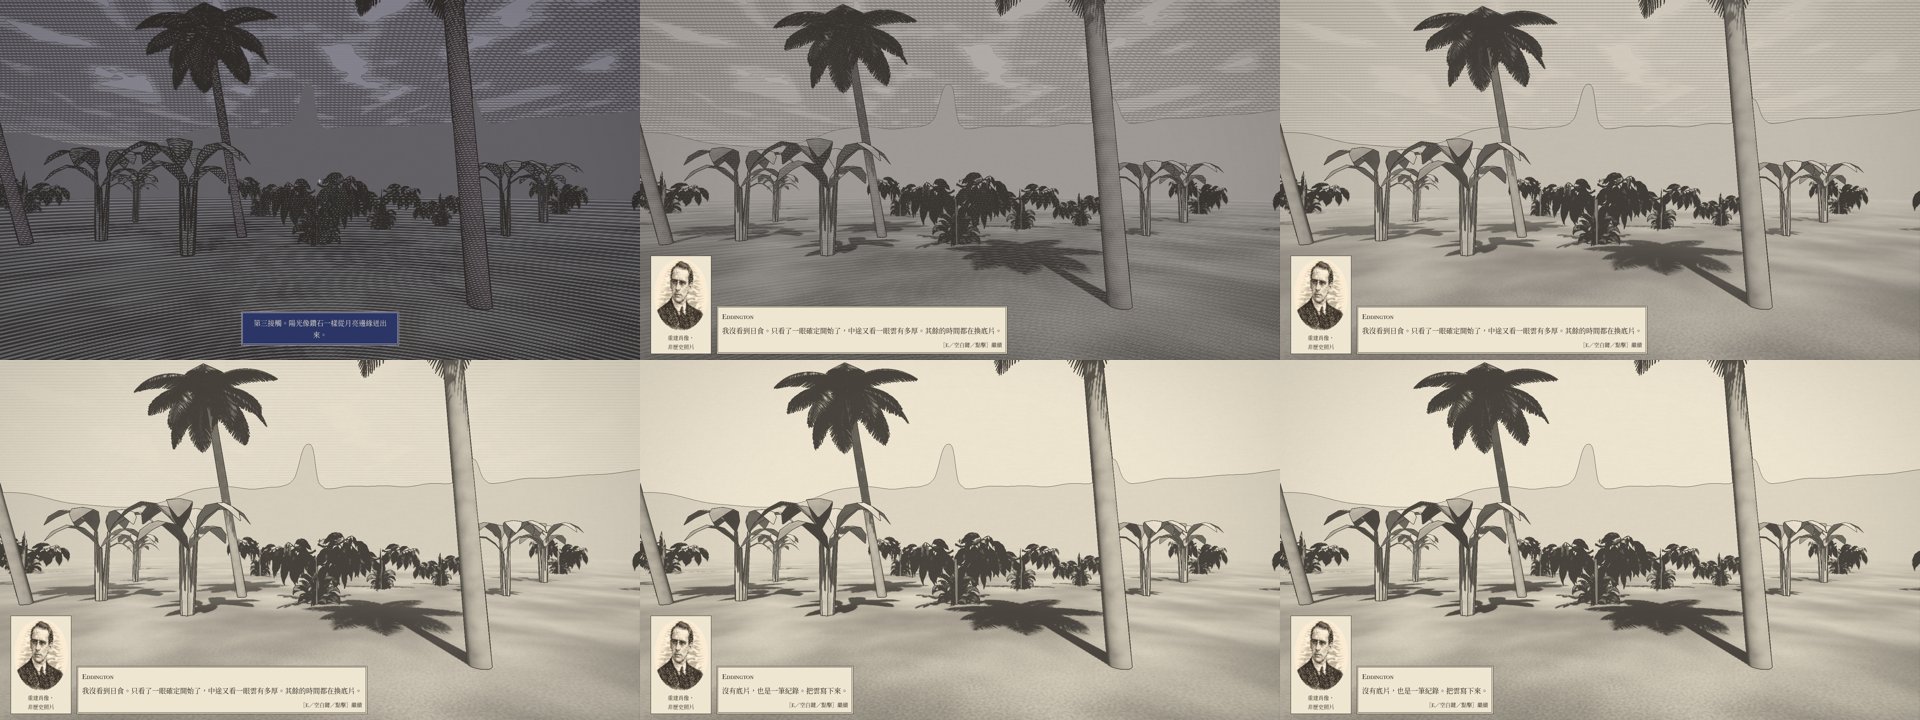 第三接觸。陽光像鑽石一樣從月亮邊緣迸出
來。
EDDINGTON
我沒看到日食。只看了一眼確定開始了，中途又看一眼雲有多厚。其餘的時間都在換底片。
[E／空白鍵／點擊] 繼續
重建肖像，
非歷史照片
EDDINGTON
我沒看到日食。只看了一眼確定開始了，中途又看一眼雲有多厚。其餘的時間都在換底片。
[E／空白鍵／點擊] 繼續
重建肖像，
非歷史照片
EDDINGTON
我沒看到日食。只看了一眼確定開始了，中途又看一眼雲有多厚。其餘的時間都在換底片。
[E／空白鍵／點擊] 繼續
重建肖像，
非歷史照片
EDDINGTON
沒有底片，也是一筆紀錄。把雲寫下來。
[E／空白鍵／點擊] 繼續
重建肖像，
非歷史照片
EDDINGTON
沒有底片，也是一筆紀錄。把雲寫下來。
[E／空白鍵／點擊] 繼續
重建肖像，
非歷史照片